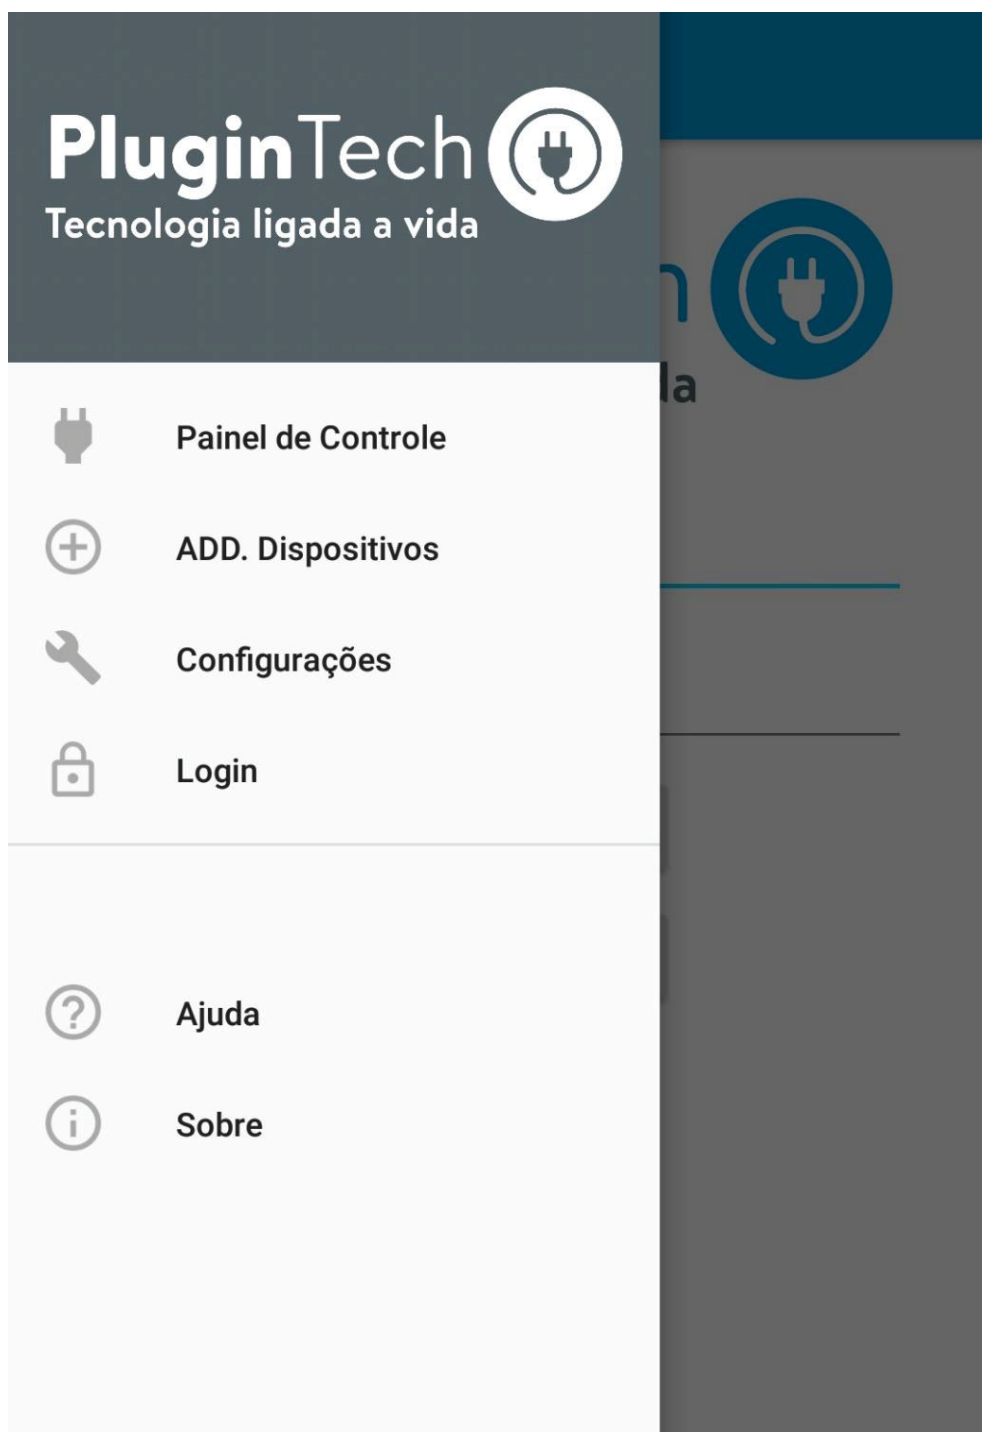 PluginTech
Tecnologia ligada a vida
Painel de Controle
ADD. Dispositivos
Configurações
Login
Ajuda
Sobre